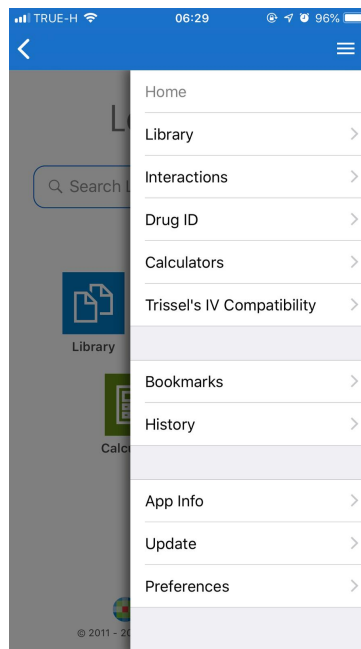 TRUE-H 06:29 96%
Home
Library
Interactions
Drug ID
Calculators
Trissel's IV Compatibility
Bookmarks
History
App Info
Update
Preferences
Search
Library
© 2011 -